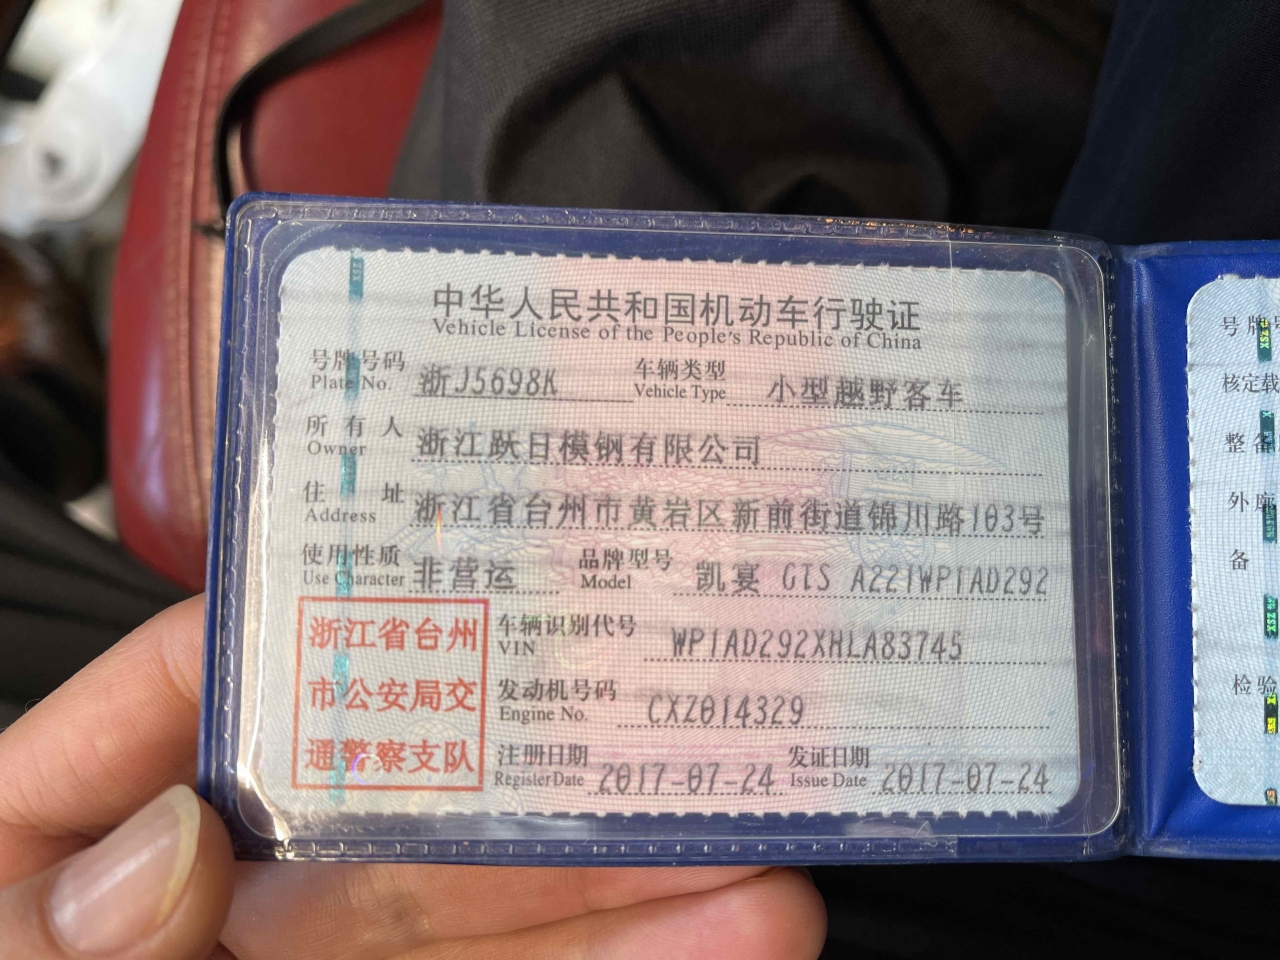 中华人民共和国机动车行驶证
Vehicle License of the People's Republic of China
号牌号码 浙J5698K 车辆类型 小型越野客车
Plate No. Vehicle Type
所有人 浙江跃日模钢有限公司
Owner
住址 浙江省台州市黄岩区新前街道锦川路103号
Address
使用性质 非营运 品牌型号 凯宴 GTS A221WP1AD292
Use Character Model
浙江省台州
市公安局交
通警察支队
车辆识别代号 WP1AD292XHLA83745
VIN
发动机号码 CXZ014329
Engine No.
注册日期 2017-07-24 发证日期 2017-07-24
Register Date Issue Date
号牌
核定载
整备
外廓
备
检验